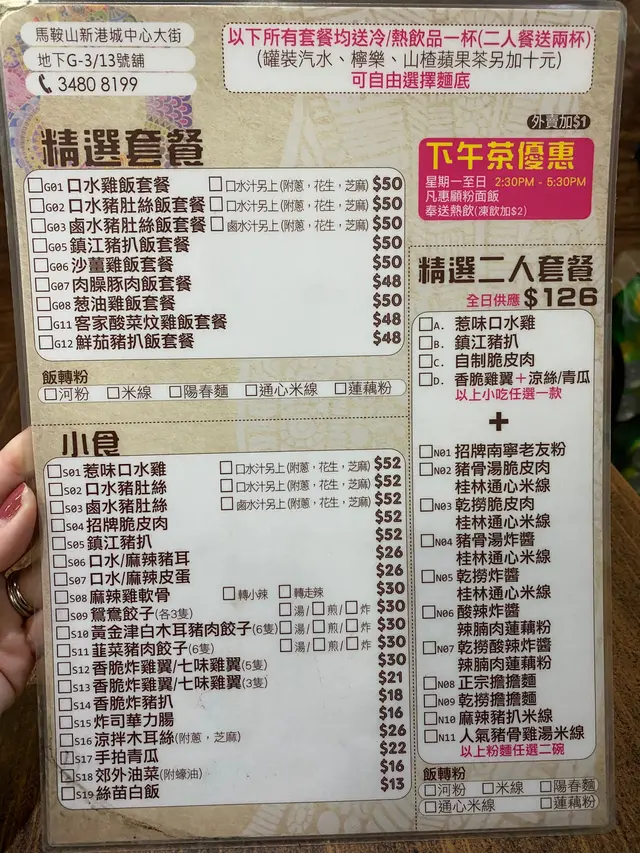 馬鞍山新港城中心大街
地下G-3/13號鋪
3480 8199
以下所有套餐均送冷/熱飲品一杯(二人餐送兩杯)
(罐裝汽水、檸樂、山楂蘋果茶另加十元)
可自由選擇麵底
外賣加$1
下午茶優惠
星期一至日 2:30PM - 5:30PM
凡惠顧粉面飯
奉送熱飲(凍飲加$2)
精選套餐
G01 口水雞飯套餐 口水汁另上(附蔥，花生，芝麻) $50
G02 口水豬肚絲飯套餐 口水汁另上(附蔥，花生，芝麻) $50
G03 鹵水豬肚絲飯套餐 鹵水汁另上(附蔥，花生，芝麻) $50
G05 鎮江豬扒飯套餐 $50
G06 沙薑雞飯套餐 $50
G07 肉臊豚肉飯套餐 $48
G08 葱油雞飯套餐 $50
G11 客家酸菜炆雞飯套餐 $48
G12 鮮茄豬扒飯套餐 $48
飯轉粉
河粉 米線 陽春麵 通心米線 蓮藕粉
小食
S01 惹味口水雞 口水汁另上(附蔥，花生，芝麻) $52
S02 口水豬肚絲 口水汁另上(附蔥，花生，芝麻) $52
S03 鹵水豬肚絲 鹵水汁另上(附蔥，花生，芝麻) $52
S04 招牌脆皮肉 $52
S05 鎮江豬扒 $52
S06 口水/麻辣豬耳 $26
S07 口水/麻辣皮蛋 $26
S08 麻辣雞軟骨 轉小辣 轉走辣 $30
S09 鴛鴦餃子(各3隻) 湯/ 煎/ 炸 $30
S10 黃金津白木耳豬肉餃子(6隻) 湯/ 煎/ 炸 $30
S11 韮菜豬肉餃子(6隻) 湯/ 煎/ 炸 $30
S12 香脆炸雞翼/七味雞翼(5隻) $30
S13 香脆炸雞翼/七味雞翼(3隻) $21
S14 香脆炸豬扒 $18
S15 炸司華力腸 $16
S16 涼拌木耳絲(附蔥，芝麻) $26
S17 手拍青瓜 $22
S18 郊外油菜(附蠔油) $16
S19 絲苗白飯 $13
精選二人套餐
全日供應 $126
A. 惹味口水雞
B. 鎮江豬扒
C. 自制脆皮肉
D. 香脆雞翼＋涼絲/青瓜
以上小吃任選一款
+
N01 招牌南寧老友粉
N02 豬骨湯脆皮肉
桂林通心米線
N03 乾撈脆皮肉
桂林通心米線
N04 豬骨湯炸醬
桂林通心米線
N05 乾撈炸醬
桂林通心米線
N06 酸辣炸醬
辣腩肉蓮藕粉
N07 乾撈酸辣炸醬
辣腩肉蓮藕粉
N08 正宗擔擔麵
N09 乾撈擔擔麵
N10 麻辣豬扒米線
N11 人氣豬骨雞湯米線
以上粉麵任選二碗
飯轉粉
河粉 米線 陽春麵
通心米線 蓮藕粉